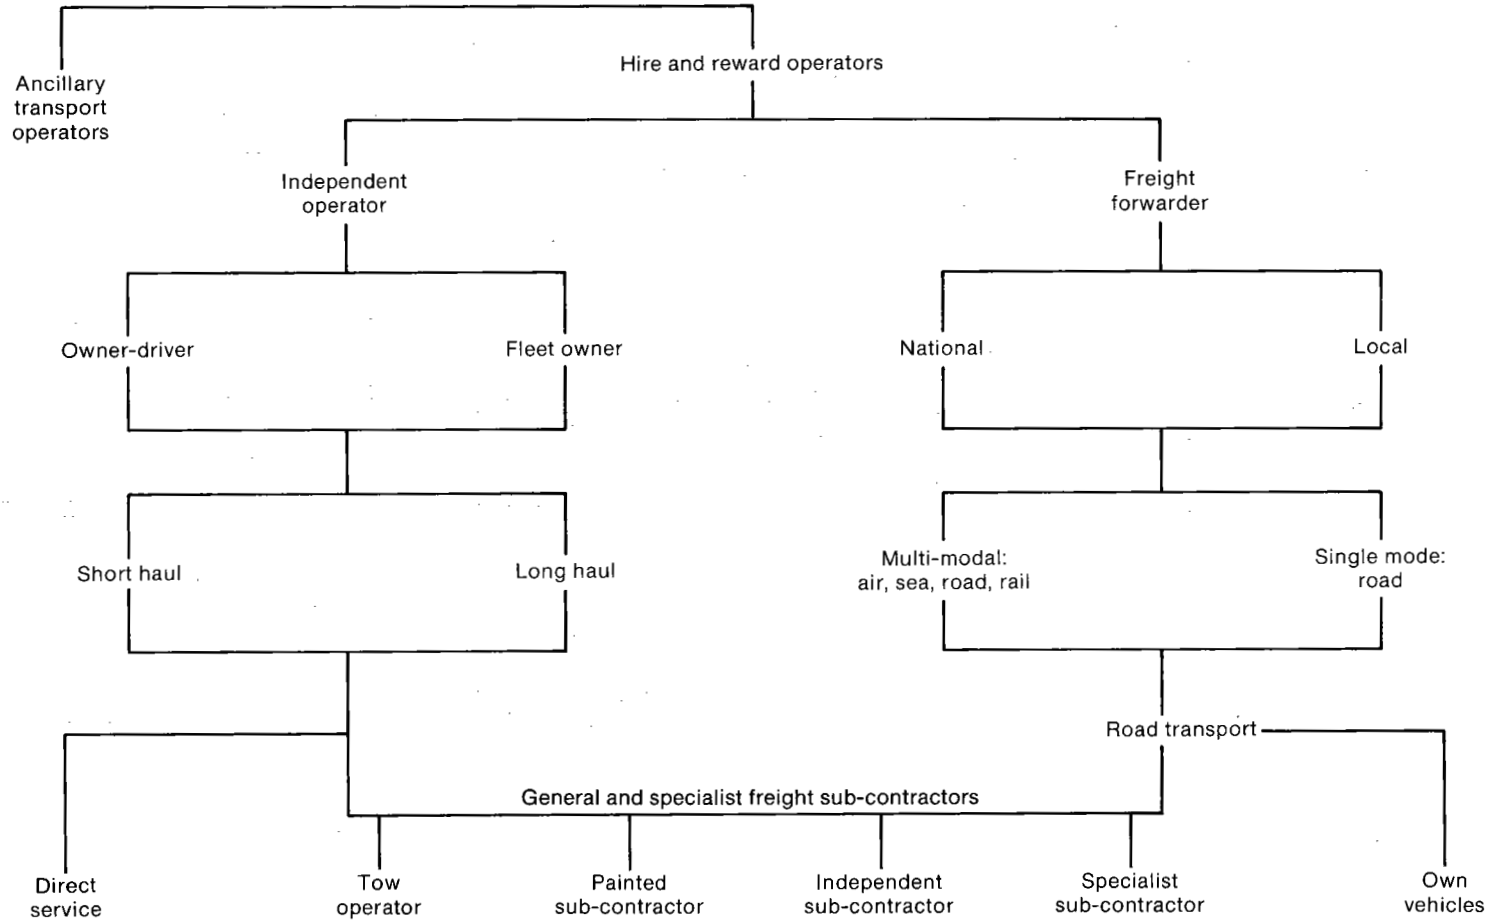 Hire and reward operators
Ancillary
transport
operators
Independent
operator
Freight
forwarder
Owner-driver
Fleet owner
National
Local
Short haul
Long haul
Multi-modal:
air, sea, road, rail
Single mode:
road
Road transport
General and specialist freight sub-contractors
Direct
service
Tow
operator
Painted
sub-contractor
Independent
sub-contractor
Specialist
sub-contractor
Own
vehicles